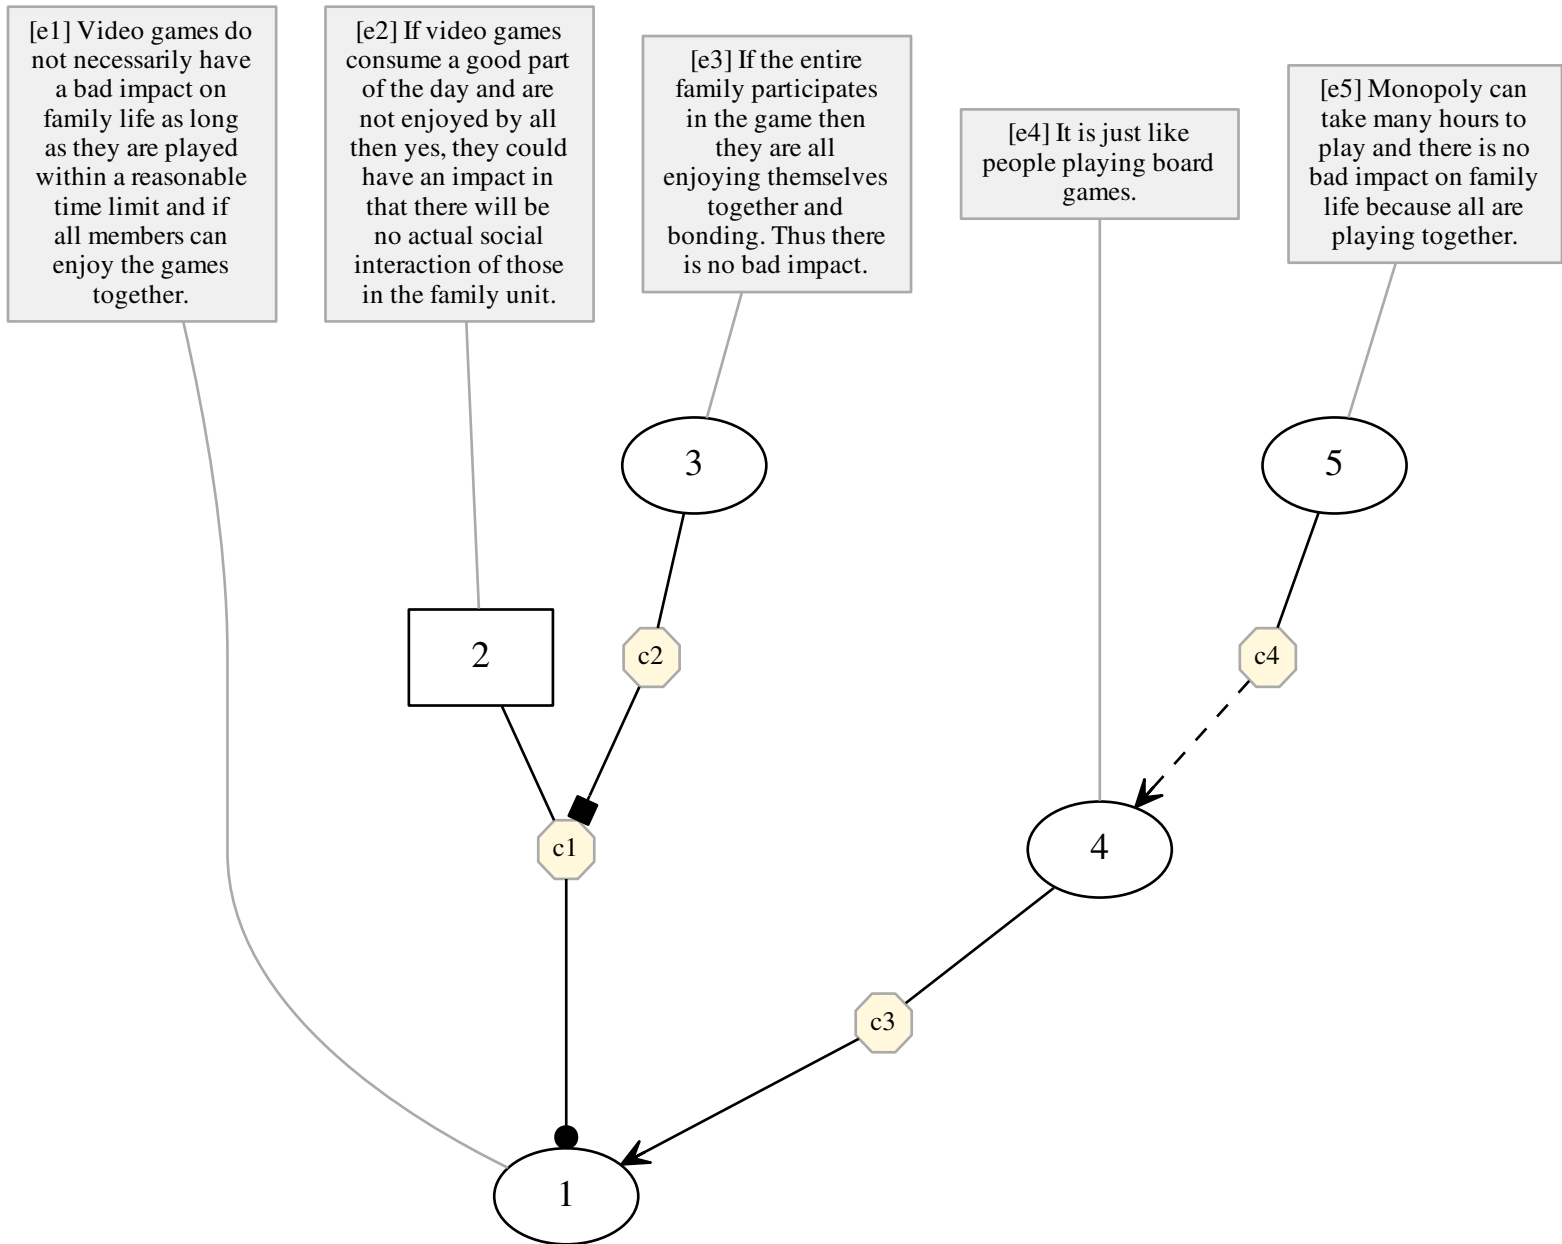 [e1] Video games do
not necessarily have
a bad impact on
family life as long
as they are played
within a reasonable
time limit and if
all members can
enjoy the games
together.
[e2] If video games
consume a good part
of the day and are
not enjoyed by all
then yes, they could
have an impact in
that there will be
no actual social
interaction of those
in the family unit.
[e3] If the entire
family participates
in the game then
they are all
enjoying themselves
together and
bonding. Thus there
is no bad impact.
[e4] It is just like
people playing board
games.
[e5] Monopoly can
take many hours to
play and there is no
bad impact on family
life because all are
playing together.
3
5
2
c2
c4
c1
4
c3
1